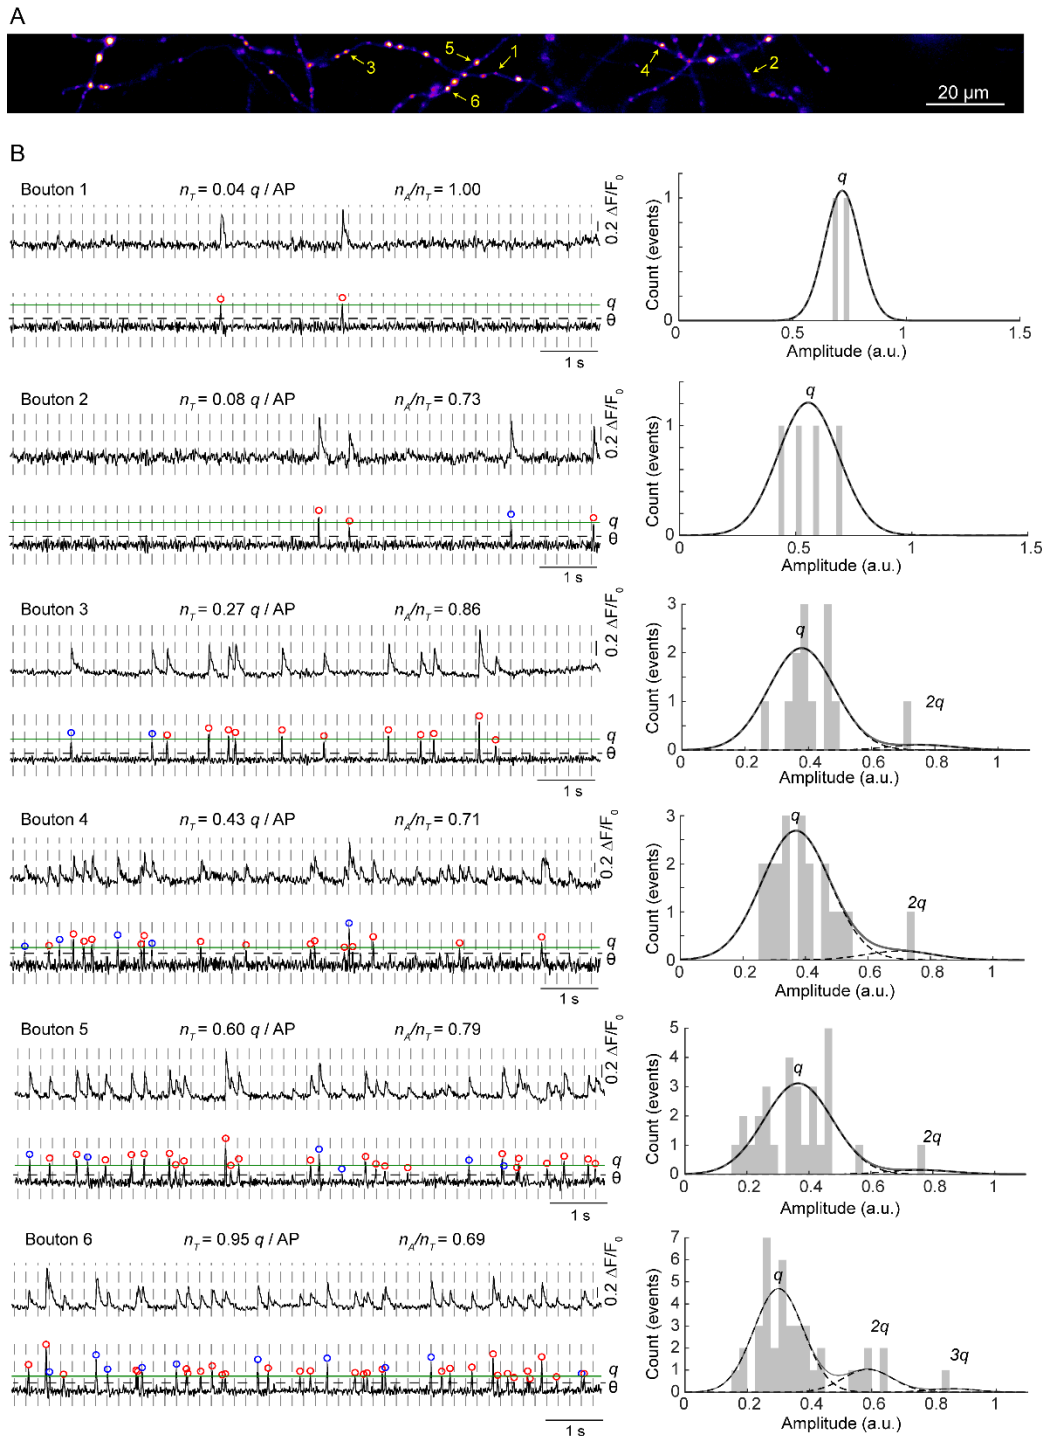 A
3
5
1
6
4
2
20 µm
B
Bouton 1 n_T = 0.04 q / AP n_A/n_T = 1.00
0.2 ΔF/F₀
q
θ
1 s
q
Count (events)
1
0
0 0.5 1 1.5
Amplitude (a.u.)
Bouton 2 n_T = 0.08 q / AP n_A/n_T = 0.73
0.2 ΔF/F₀
q
θ
1 s
q
Count (events)
1
0
0 0.5 1 1.5
Amplitude (a.u.)
Bouton 3 n_T = 0.27 q / AP n_A/n_T = 0.86
0.2 ΔF/F₀
q
θ
1 s
q
2q
Count (events)
3
2
1
0
0 0.2 0.4 0.6 0.8 1
Amplitude (a.u.)
Bouton 4 n_T = 0.43 q / AP n_A/n_T = 0.71
0.2 ΔF/F₀
q
θ
1 s
q
2q
Count (events)
3
2
1
0
0 0.2 0.4 0.6 0.8 1
Amplitude (a.u.)
Bouton 5 n_T = 0.60 q / AP n_A/n_T = 0.79
0.2 ΔF/F₀
q
θ
1 s
q
2q
Count (events)
5
4
3
2
1
0
0 0.2 0.4 0.6 0.8 1
Amplitude (a.u.)
Bouton 6 n_T = 0.95 q / AP n_A/n_T = 0.69
0.2 ΔF/F₀
q
θ
1 s
q
2q
3q
Count (events)
7
6
5
4
3
2
1
0
0 0.2 0.4 0.6 0.8 1
Amplitude (a.u.)